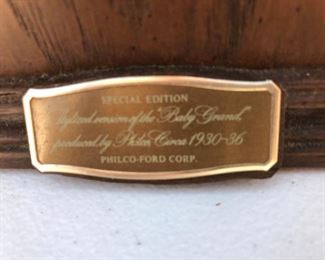 SPECIAL EDITION
Stylized version of the "Baby Grand,"
produced by Philco Circa 1930-36
PHILCO-FORD CORP.